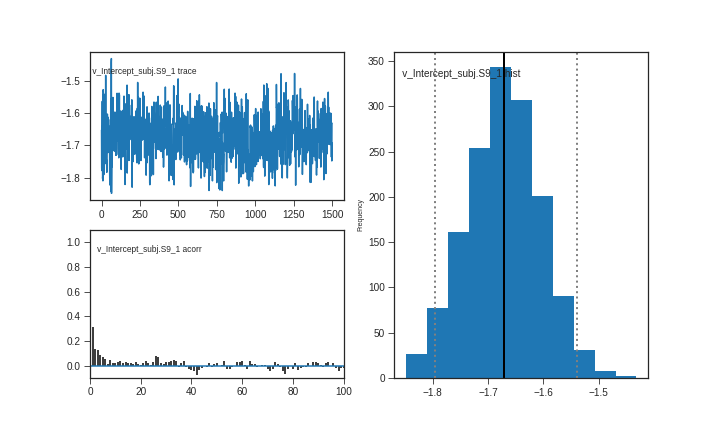 v_Intercept_subj.S9_1 trace
−1.5
−1.6
−1.7
−1.8
0 250 500 750 1000 1250 1500
v_Intercept_subj.S9_1 acorr
1.0
0.8
0.6
0.4
0.2
0.0
0 20 40 60 80 100
v_Intercept_subj.S9_1 hist
Frequency
350
300
250
200
150
100
50
0
−1.8 −1.7 −1.6 −1.5